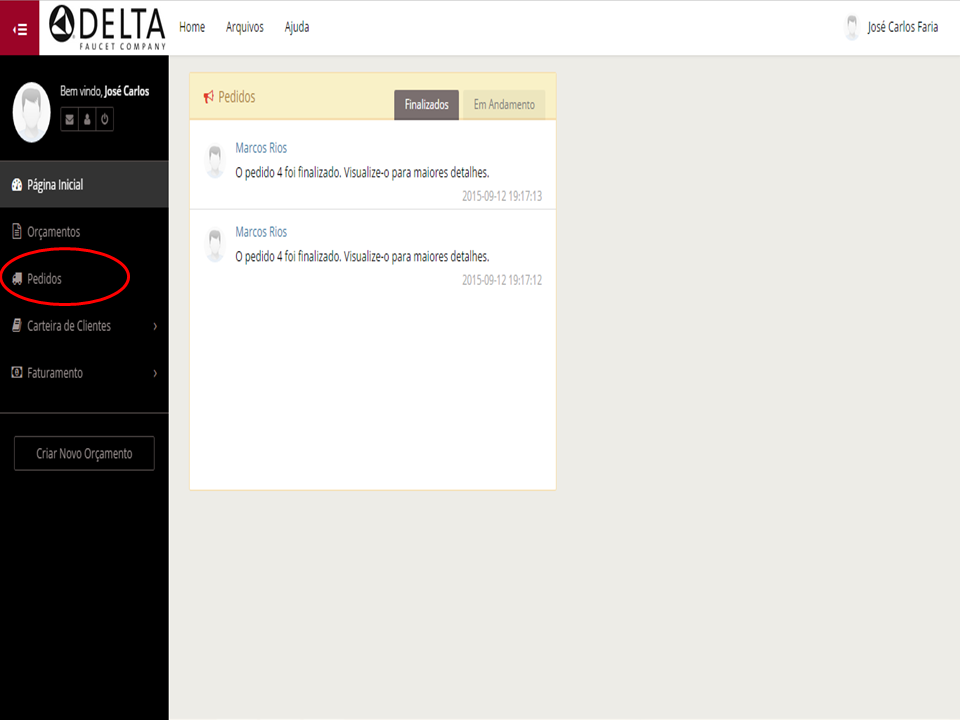 DELTA
FAUCET COMPANY
Home Arquivos Ajuda
José Carlos Faria
Bem vindo, José Carlos
Página Inicial
Orçamentos
Pedidos
Carteira de Clientes
Faturamento
Criar Novo Orçamento
Pedidos
Finalizados Em Andamento
Marcos Rios
O pedido 4 foi finalizado. Visualize-o para maiores detalhes.
2015-09-12 19:17:13
Marcos Rios
O pedido 4 foi finalizado. Visualize-o para maiores detalhes.
2015-09-12 19:17:12